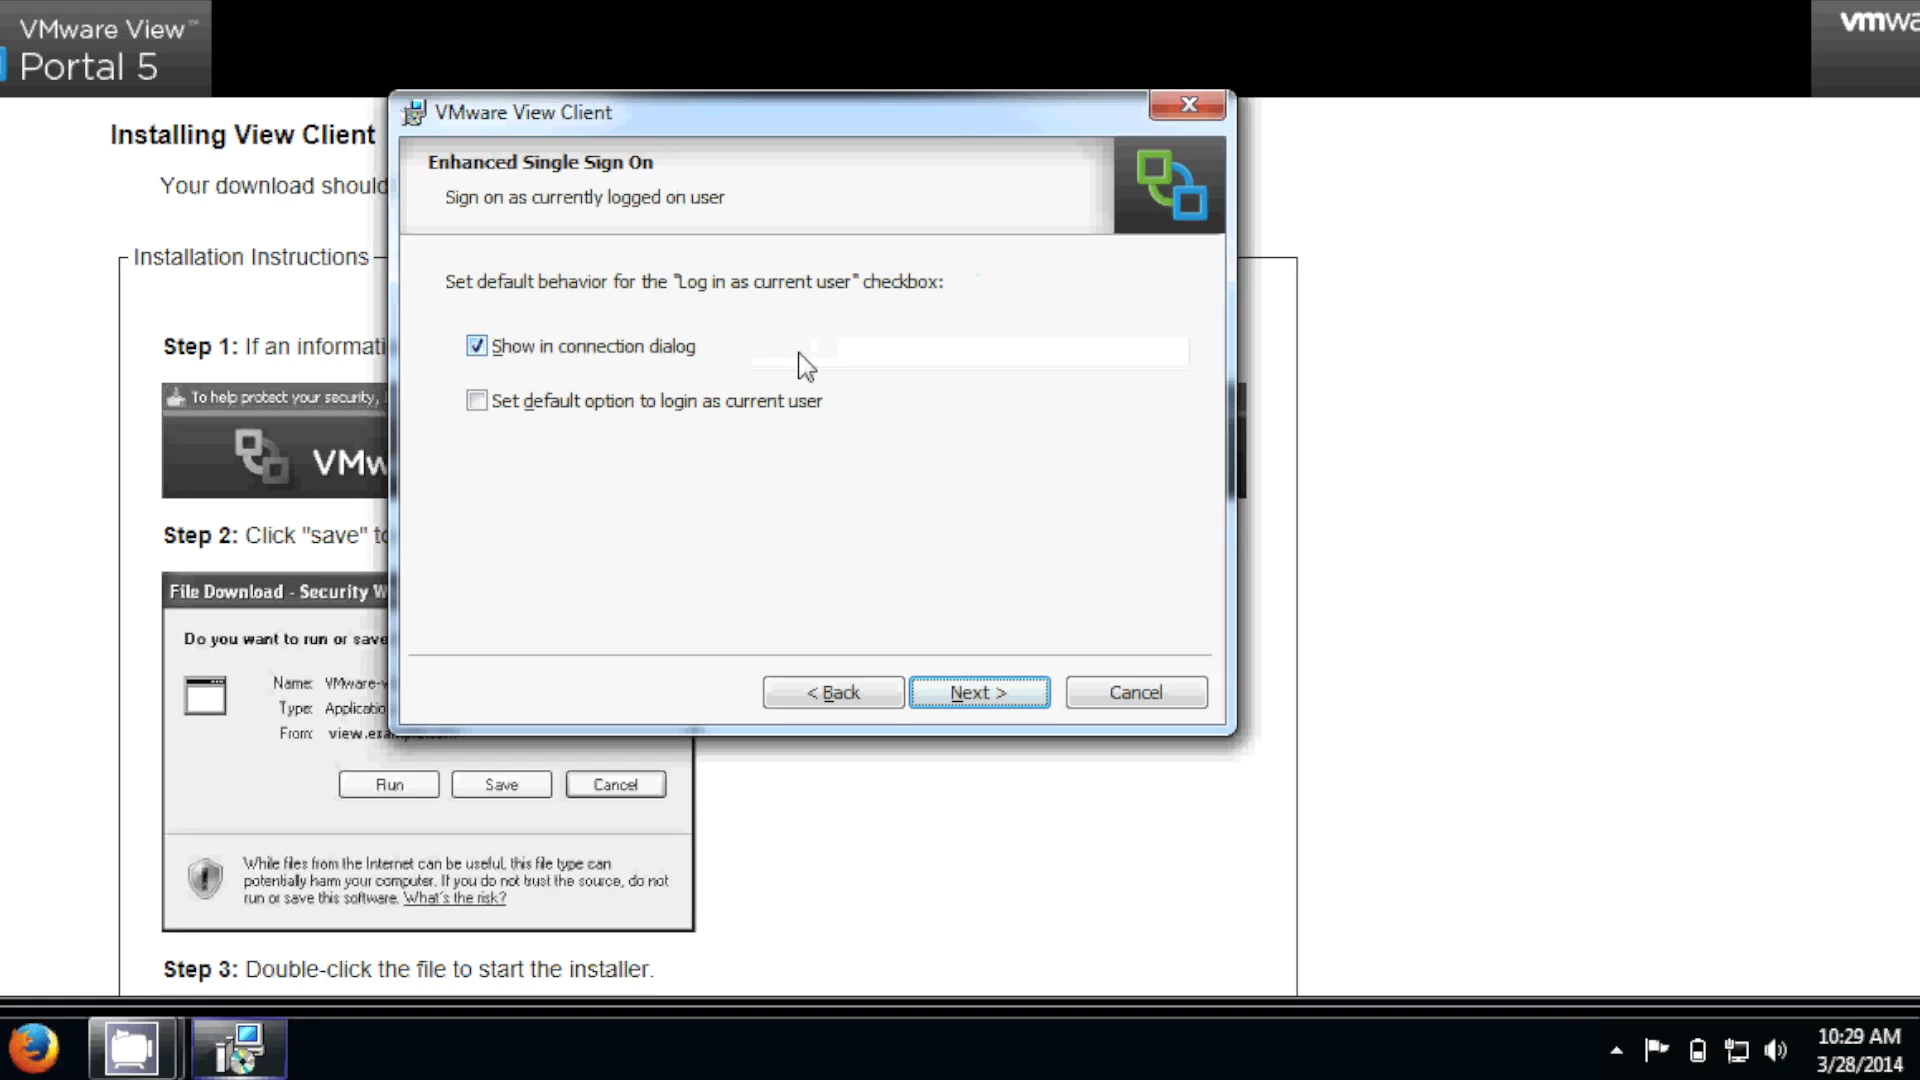 VMware View™
Portal 5
vmwa
VMware View Client
Installing View Client
Enhanced Single Sign On
Sign on as currently logged on user
Your download should
Installation Instructions
Set default behavior for the "Log in as current user" checkbox:
Show in connection dialog
Set default option to login as current user
Step 1: If an informati
To help protect your security,
VMw
Step 2: Click "save" to
File Download - Security W
Do you want to run or save
Name: VMware-v
Type: Applicatio
From: view.exam
< Back
Next >
Cancel
Run
Save
Cancel
While files from the Internet can be useful, this file type can
potentially harm your computer. If you do not trust the source, do not
run or save this software. What's the risk?
Step 3: Double-click the file to start the installer.
10:29 AM
3/28/2014